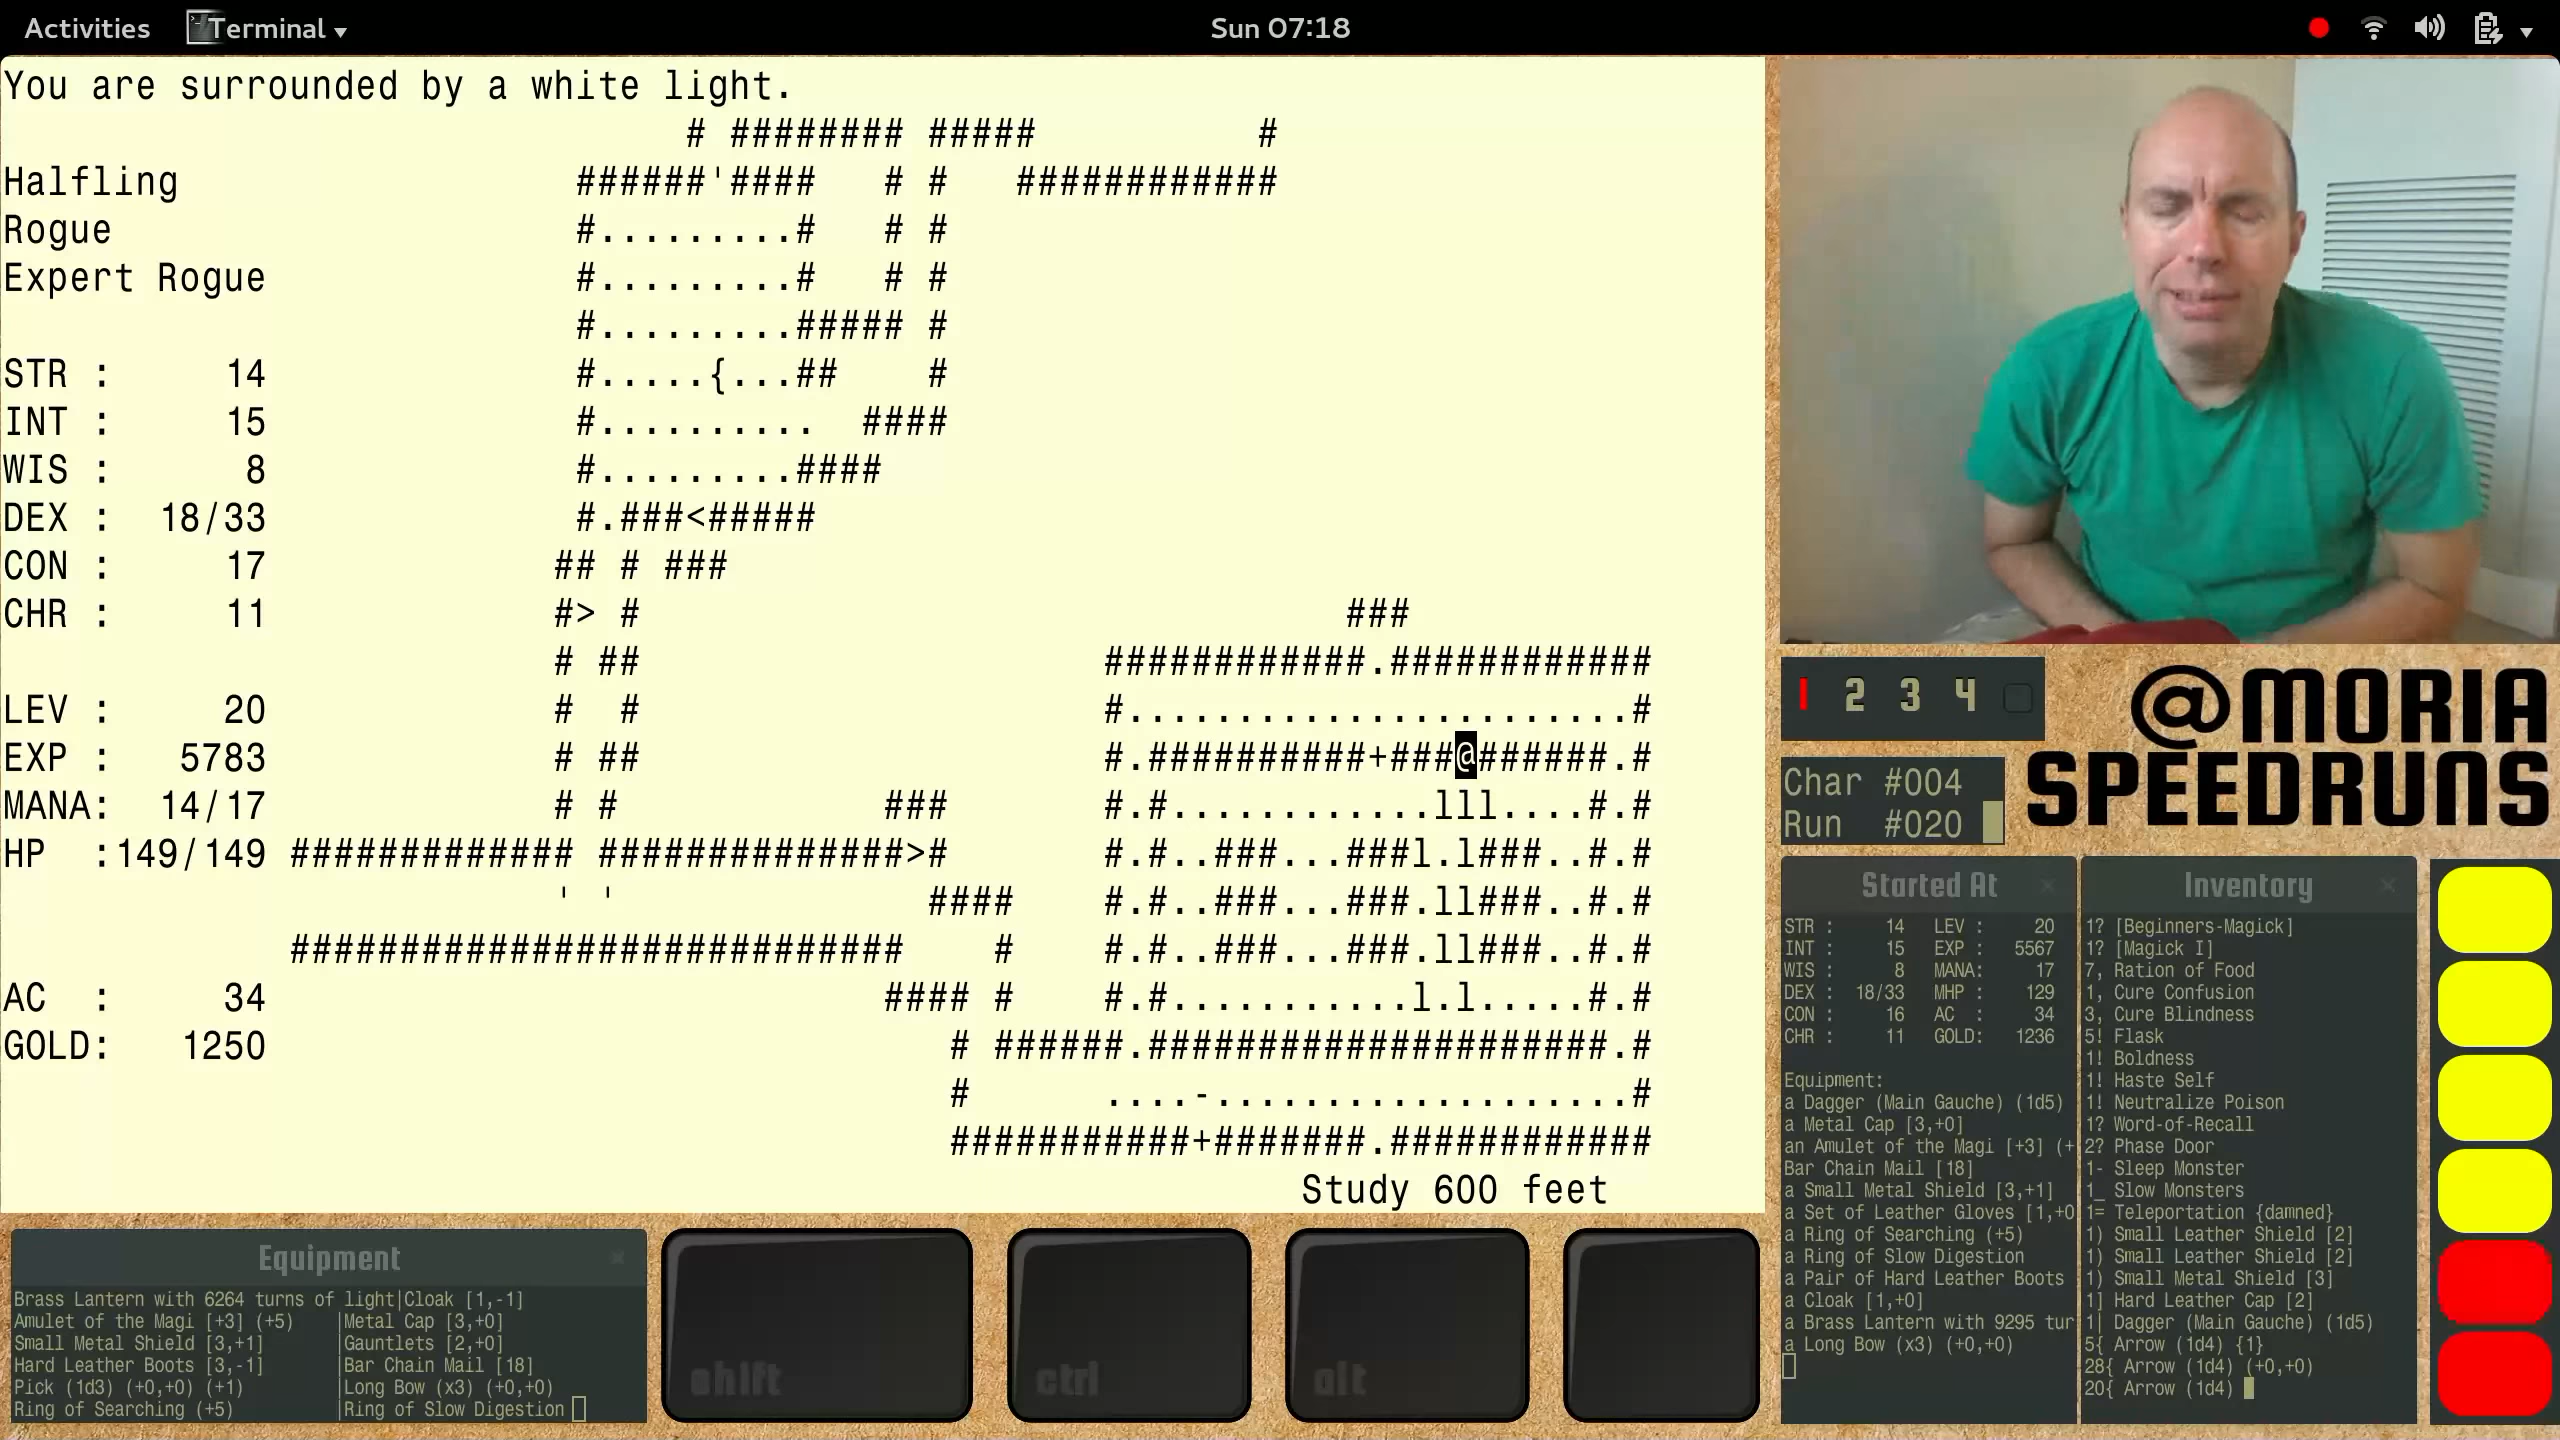 Activities Terminal Sun 07:18
You are surrounded by a white light.
# ######## ##### #
Halfling ######'#### # # ############
Rogue #.........# # #
Expert Rogue #.........# # #
#.........##### #
STR : 14 #.....{...## #
INT : 15 #.......... ####
WIS : 8 #.........####
DEX : 18/33 #.###<#####
CON : 17 ## # ###
CHR : 11 #> # ###
# ## ############.############
LEV : 20 # # #.......................#
EXP : 5783 # ## #.##########+###@######.#
MANA: 14/17 # # ### #.#............lll....#.#
HP :149/149 ############# ###############># #.#..###...###l.l###..#.#
' ' #### #.#..###...###.ll###..#.#
############################ # #.#..###...###.ll###..#.#
AC : 34 #### # #.#...........l.l.....#.#
GOLD: 1250 # ######.#####################.#
# ....-...................#
###########+#######.############
Study 600 feet
@MORIA
SPEEDRUNS
1 2 3 4
Char #004
Run #020
Started At
STR : 14 LEV : 20
INT : 15 EXP : 5567
WIS : 8 MANA: 17
DEX : 18/33 MHP : 129
CON : 16 AC : 34
CHR : 11 GOLD: 1236
Equipment:
a Dagger (Main Gauche) (1d5)
a Metal Cap [3,+0]
an Amulet of the Magi [+3] (+
Bar Chain Mail [18]
a Small Metal Shield [3,+1]
a Set of Leather Gloves [1,+0
a Ring of Searching (+5)
a Ring of Slow Digestion
a Pair of Hard Leather Boots
a Cloak [1,+0]
a Brass Lantern with 9295 tur
a Long Bow (x3) (+0,+0)
Inventory
1? [Beginners-Magick]
1? [Magick I]
7, Ration of Food
1, Cure Confusion
3, Cure Blindness
5! Flask
1! Boldness
1! Haste Self
1! Neutralize Poison
1? Word-of-Recall
2? Phase Door
1- Sleep Monster
1_ Slow Monsters
1= Teleportation {damned}
1) Small Leather Shield [2]
1) Small Leather Shield [2]
1) Small Metal Shield [3]
1] Hard Leather Cap [2]
1| Dagger (Main Gauche) (1d5)
5{ Arrow (1d4) {1}
28{ Arrow (1d4) (+0,+0)
20{ Arrow (1d4)
Equipment
Brass Lantern with 6264 turns of light|Cloak [1,-1]
Amulet of the Magi [+3] (+5) |Metal Cap [3,+0]
Small Metal Shield [3,+1] |Gauntlets [2,+0]
Hard Leather Boots [3,-1] |Bar Chain Mail [18]
Pick (1d3) (+0,+0) (+1) |Long Bow (x3) (+0,+0)
Ring of Searching (+5) |Ring of Slow Digestion
shift ctrl alt